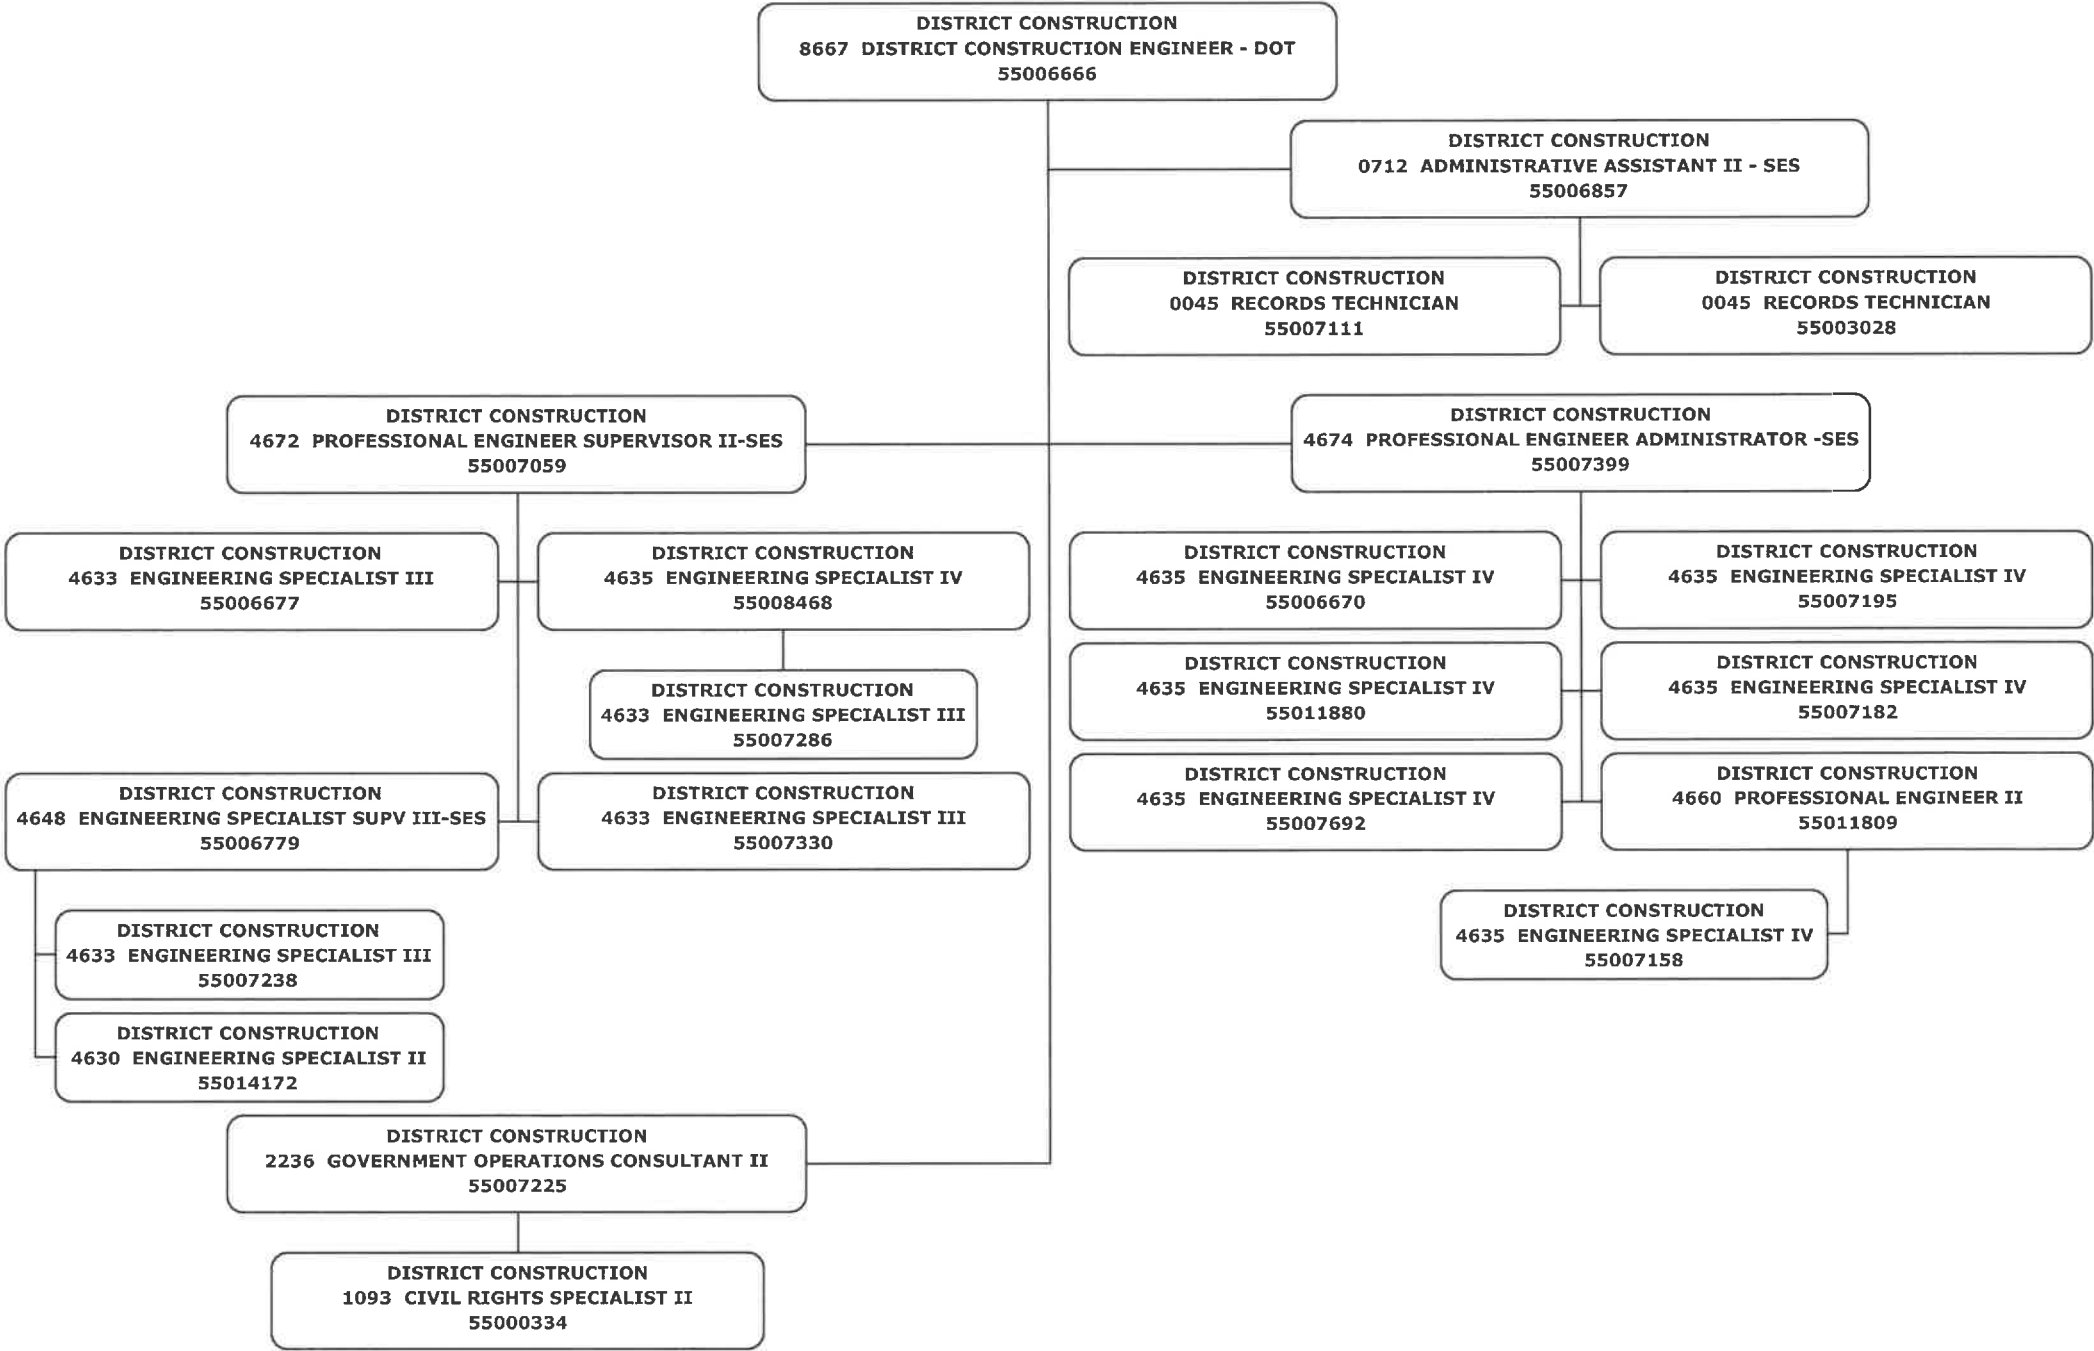 DISTRICT CONSTRUCTION
8667 DISTRICT CONSTRUCTION ENGINEER - DOT
55006666
DISTRICT CONSTRUCTION
0712 ADMINISTRATIVE ASSISTANT II - SES
55006857
DISTRICT CONSTRUCTION
0045 RECORDS TECHNICIAN
55007111
DISTRICT CONSTRUCTION
0045 RECORDS TECHNICIAN
55003028
DISTRICT CONSTRUCTION
4672 PROFESSIONAL ENGINEER SUPERVISOR II-SES
55007059
DISTRICT CONSTRUCTION
4674 PROFESSIONAL ENGINEER ADMINISTRATOR -SES
55007399
DISTRICT CONSTRUCTION
4633 ENGINEERING SPECIALIST III
55006677
DISTRICT CONSTRUCTION
4635 ENGINEERING SPECIALIST IV
55008468
DISTRICT CONSTRUCTION
4633 ENGINEERING SPECIALIST III
55007286
DISTRICT CONSTRUCTION
4648 ENGINEERING SPECIALIST SUPV III-SES
55006779
DISTRICT CONSTRUCTION
4633 ENGINEERING SPECIALIST III
55007330
DISTRICT CONSTRUCTION
4633 ENGINEERING SPECIALIST III
55007238
DISTRICT CONSTRUCTION
4630 ENGINEERING SPECIALIST II
55014172
DISTRICT CONSTRUCTION
4635 ENGINEERING SPECIALIST IV
55006670
DISTRICT CONSTRUCTION
4635 ENGINEERING SPECIALIST IV
55007195
DISTRICT CONSTRUCTION
4635 ENGINEERING SPECIALIST IV
55011880
DISTRICT CONSTRUCTION
4635 ENGINEERING SPECIALIST IV
55007182
DISTRICT CONSTRUCTION
4635 ENGINEERING SPECIALIST IV
55007692
DISTRICT CONSTRUCTION
4660 PROFESSIONAL ENGINEER II
55011809
DISTRICT CONSTRUCTION
4635 ENGINEERING SPECIALIST IV
55007158
DISTRICT CONSTRUCTION
2236 GOVERNMENT OPERATIONS CONSULTANT II
55007225
DISTRICT CONSTRUCTION
1093 CIVIL RIGHTS SPECIALIST II
55000334